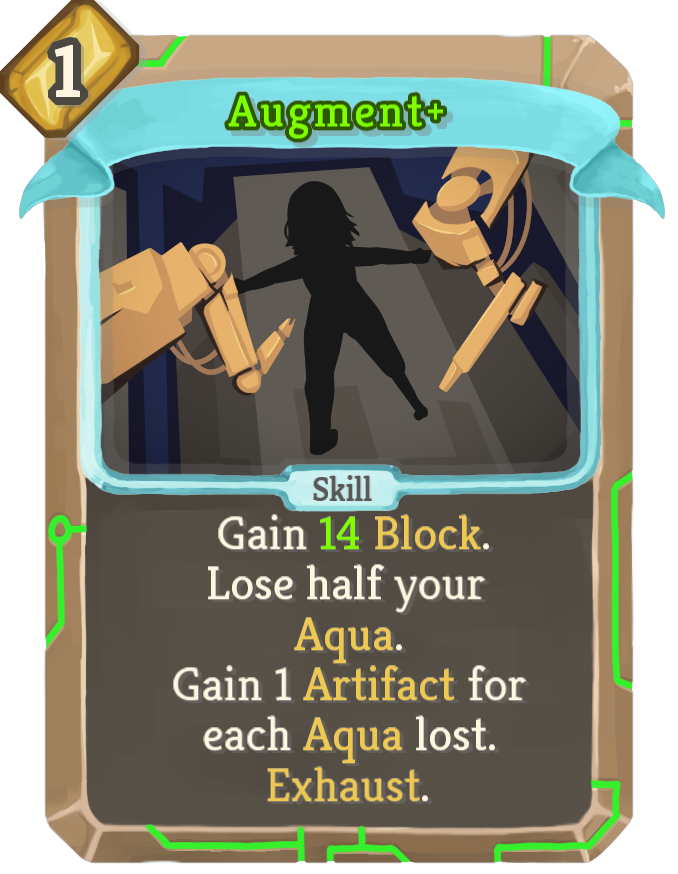 1
Augment+
Skill
Gain 14 Block.
Lose half your
Aqua.
Gain 1 Artifact for
each Aqua lost.
Exhaust.